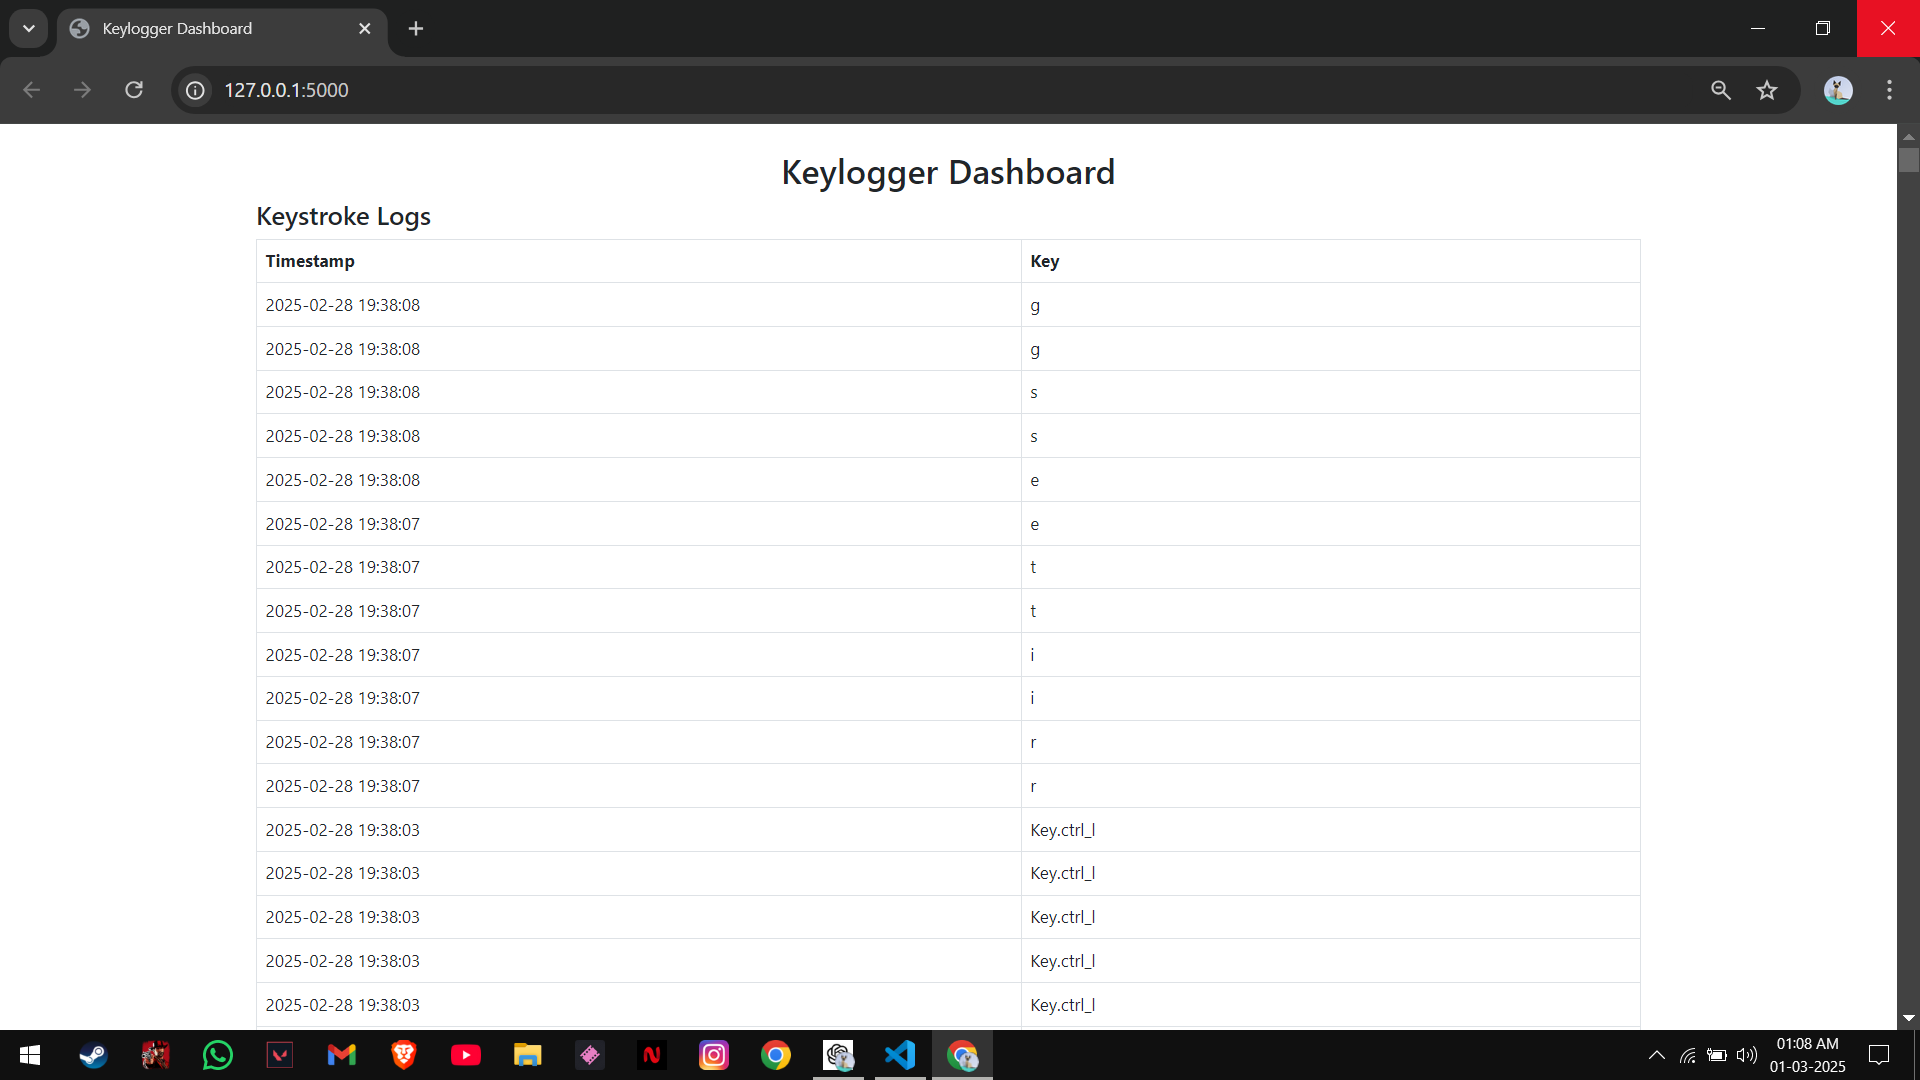 Keylogger Dashboard
127.0.0.1:5000
Keylogger Dashboard
Keystroke Logs
Timestamp Key
2025-02-28 19:38:08 g
2025-02-28 19:38:08 g
2025-02-28 19:38:08 s
2025-02-28 19:38:08 s
2025-02-28 19:38:08 e
2025-02-28 19:38:07 e
2025-02-28 19:38:07 t
2025-02-28 19:38:07 t
2025-02-28 19:38:07 i
2025-02-28 19:38:07 i
2025-02-28 19:38:07 r
2025-02-28 19:38:07 r
2025-02-28 19:38:03 Key.ctrl_l
2025-02-28 19:38:03 Key.ctrl_l
2025-02-28 19:38:03 Key.ctrl_l
2025-02-28 19:38:03 Key.ctrl_l
2025-02-28 19:38:03 Key.ctrl_l
01:08 AM
01-03-2025